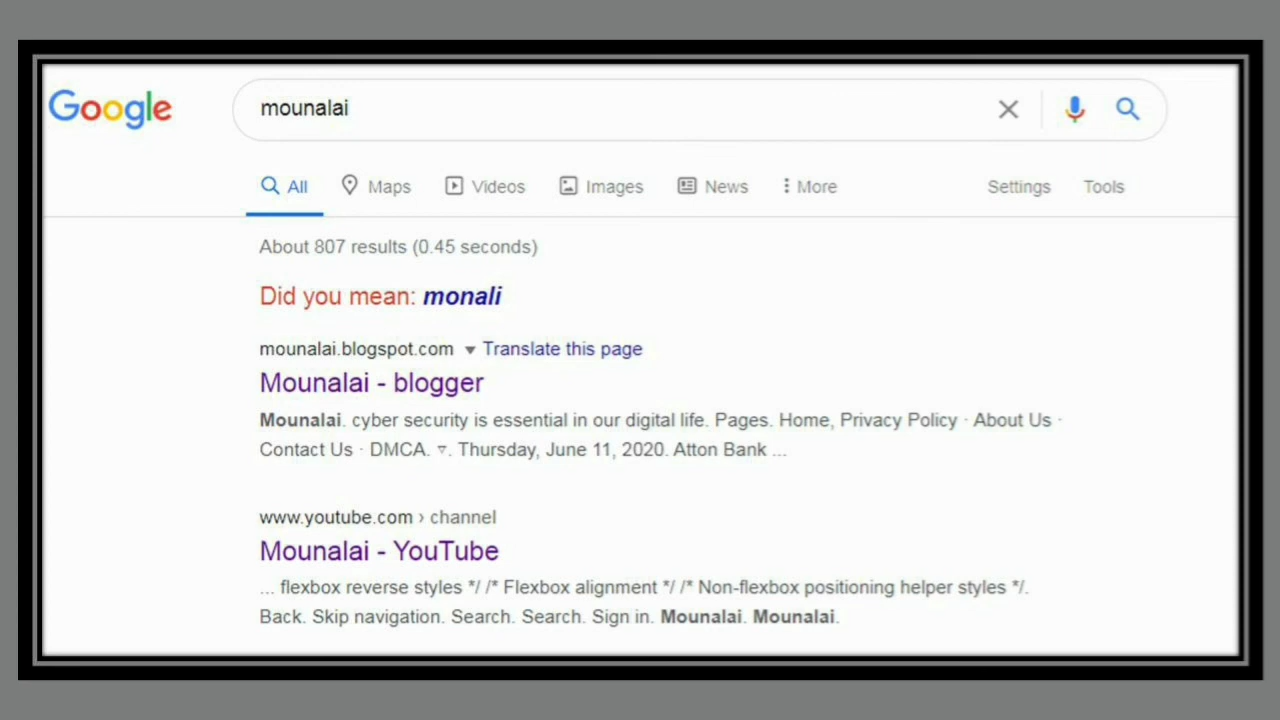 Google
mounalai
All Maps Videos Images News More Settings Tools
About 807 results (0.45 seconds)
Did you mean: monali
mounalai.blogspot.com ▾ Translate this page
Mounalai - blogger
Mounalai. cyber security is essential in our digital life. Pages. Home, Privacy Policy · About Us ·
Contact Us · DMCA. ▿. Thursday, June 11, 2020. Atton Bank ...
www.youtube.com › channel
Mounalai - YouTube
... flexbox reverse styles */ /* Flexbox alignment */ /* Non-flexbox positioning helper styles */.
Back. Skip navigation. Search. Search. Sign in. Mounalai. Mounalai.